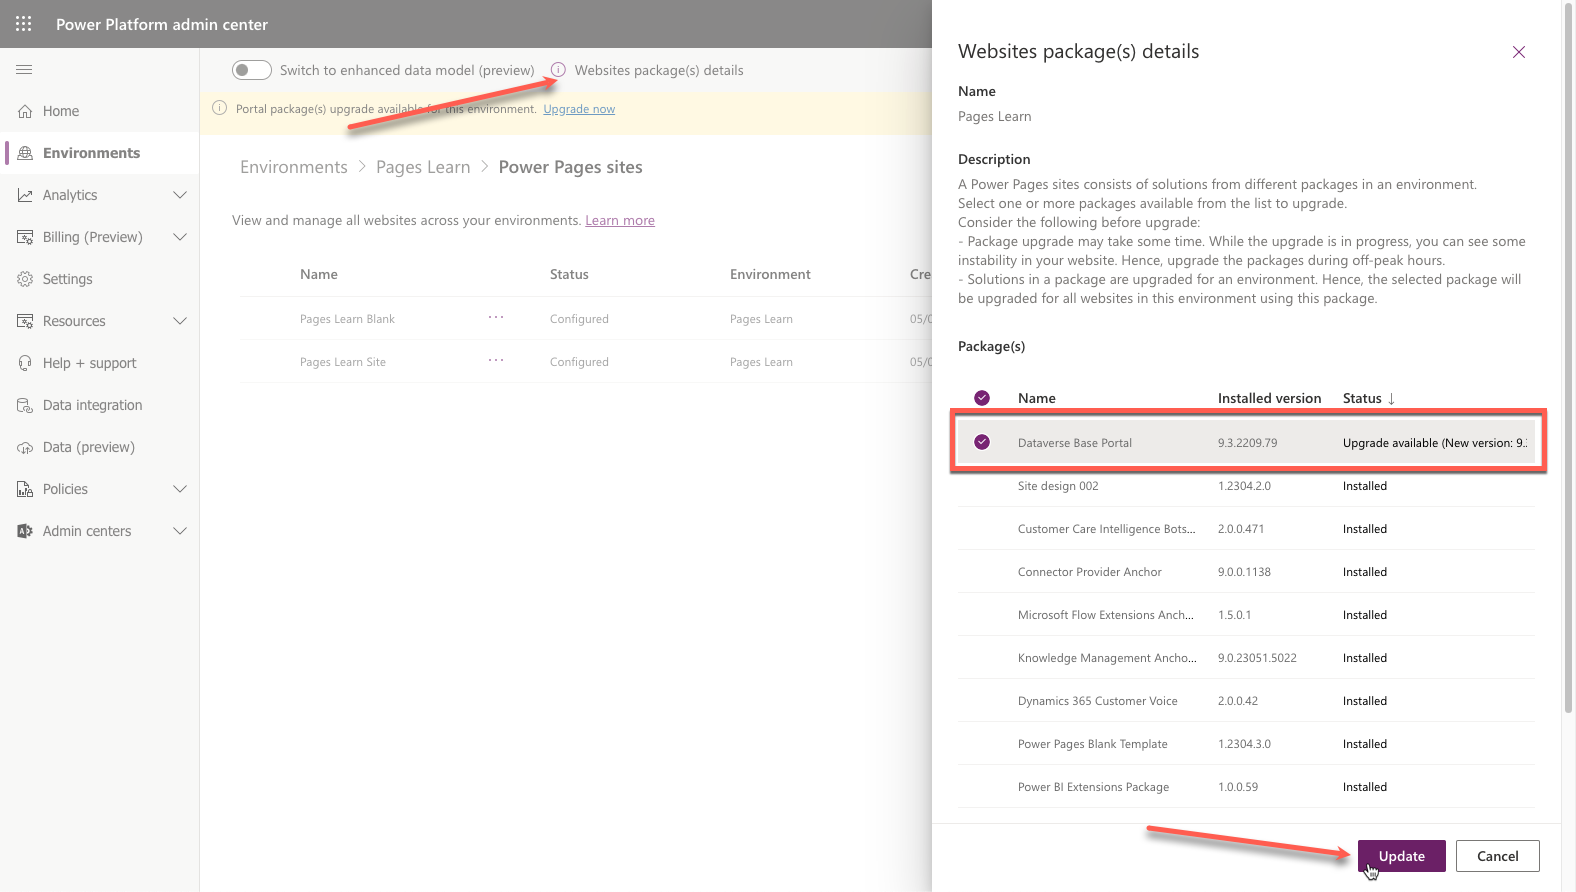 Power Platform admin center
Home
Environments
Analytics
Billing (Preview)
Settings
Resources
Help + support
Data integration
Data (preview)
Policies
Admin centers
Switch to enhanced data model (preview)
Websites package(s) details
Portal package(s) upgrade available for this environment. Upgrade now
Environments > Pages Learn > Power Pages sites
View and manage all websites across your environments. Learn more
Name Status Environment Cre
Pages Learn Blank ... Configured Pages Learn 05/0
Pages Learn Site ... Configured Pages Learn 05/0
Websites package(s) details
Name
Pages Learn
Description
A Power Pages sites consists of solutions from different packages in an environment.
Select one or more packages available from the list to upgrade.
Consider the following before upgrade:
- Package upgrade may take some time. While the upgrade is in progress, you can see some
instability in your website. Hence, upgrade the packages during off-peak hours.
- Solutions in a package are upgraded for an environment. Hence, the selected package will
be upgraded for all websites in this environment using this package.
Package(s)
Name Installed version Status ↓
Dataverse Base Portal 9.3.2209.79 Upgrade available (New version: 9.
Site design 002 1.2304.2.0 Installed
Customer Care Intelligence Bots... 2.0.0.471 Installed
Connector Provider Anchor 9.0.0.1138 Installed
Microsoft Flow Extensions Anch... 1.5.0.1 Installed
Knowledge Management Ancho... 9.0.23051.5022 Installed
Dynamics 365 Customer Voice 2.0.0.42 Installed
Power Pages Blank Template 1.2304.3.0 Installed
Power BI Extensions Package 1.0.0.59 Installed
Update Cancel